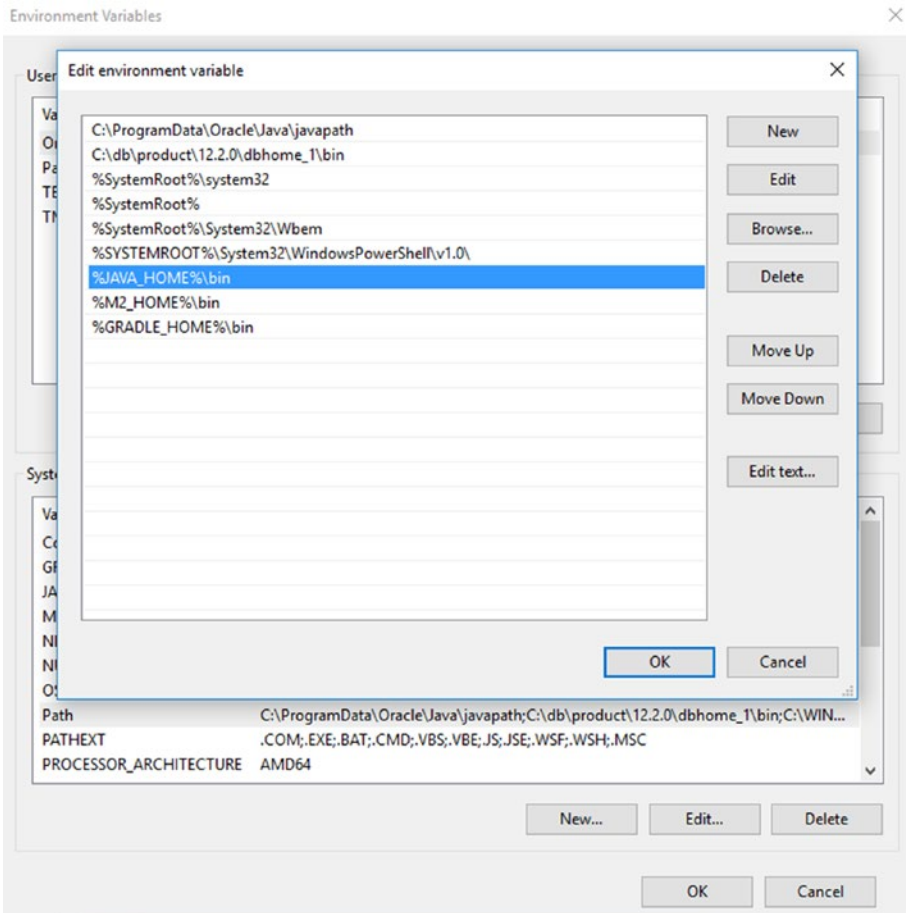 Environment Variables
User
Edit environment variable
C:\ProgramData\Oracle\Java\javapath
C:\db\product\12.2.0\dbhome_1\bin
%SystemRoot%\system32
%SystemRoot%
%SystemRoot%\System32\Wbem
%SYSTEMROOT%\System32\WindowsPowerShell\v1.0\
%JAVA_HOME%\bin
%M2_HOME%\bin
%GRADLE_HOME%\bin
New
Edit
Browse...
Delete
Move Up
Move Down
Edit text...
OK
Cancel
Path C:\ProgramData\Oracle\Java\javapath;C:\db\product\12.2.0\dbhome_1\bin;C:\WIN...
PATHEXT .COM;.EXE;.BAT;.CMD;.VBS;.VBE;.JS;.JSE;.WSF;.WSH;.MSC
PROCESSOR_ARCHITECTURE AMD64
New...
Edit...
Delete
OK
Cancel